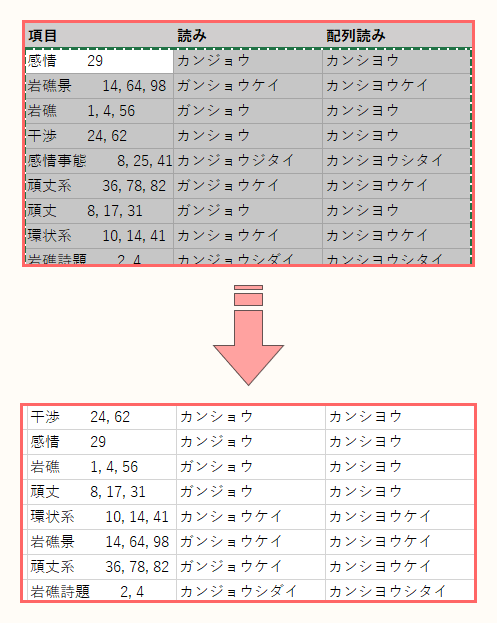 項目 読み 配列読み
感情 29 カンジョウ カンシヨウ
岩礁景 14, 64, 98 ガンショウケイ カンシヨウケイ
岩礁 1, 4, 56 ガンショウ カンシヨウ
干渉 24, 62 カンショウ カンシヨウ
感情事態 8, 25, 41 カンジョウジタイ カンシヨウシタイ
頑丈系 36, 78, 82 ガンジョウケイ カンシヨウケイ
頑丈 8, 17, 31 ガンジョウ カンシヨウ
環状系 10, 14, 41 カンジョウケイ カンシヨウケイ
岩礁詩題 2, 4 カンジョウシダイ カンシヨウシタイ
干渉 24, 62 カンショウ カンシヨウ
感情 29 カンジョウ カンシヨウ
岩礁 1, 4, 56 ガンショウ カンシヨウ
頑丈 8, 17, 31 ガンジョウ カンシヨウ
環状系 10, 14, 41 カンジョウケイ カンシヨウケイ
岩礁景 14, 64, 98 ガンショウケイ カンシヨウケイ
頑丈系 36, 78, 82 ガンジョウケイ カンシヨウケイ
岩礁詩題 2, 4 カンジョウシダイ カンシヨウシタイ